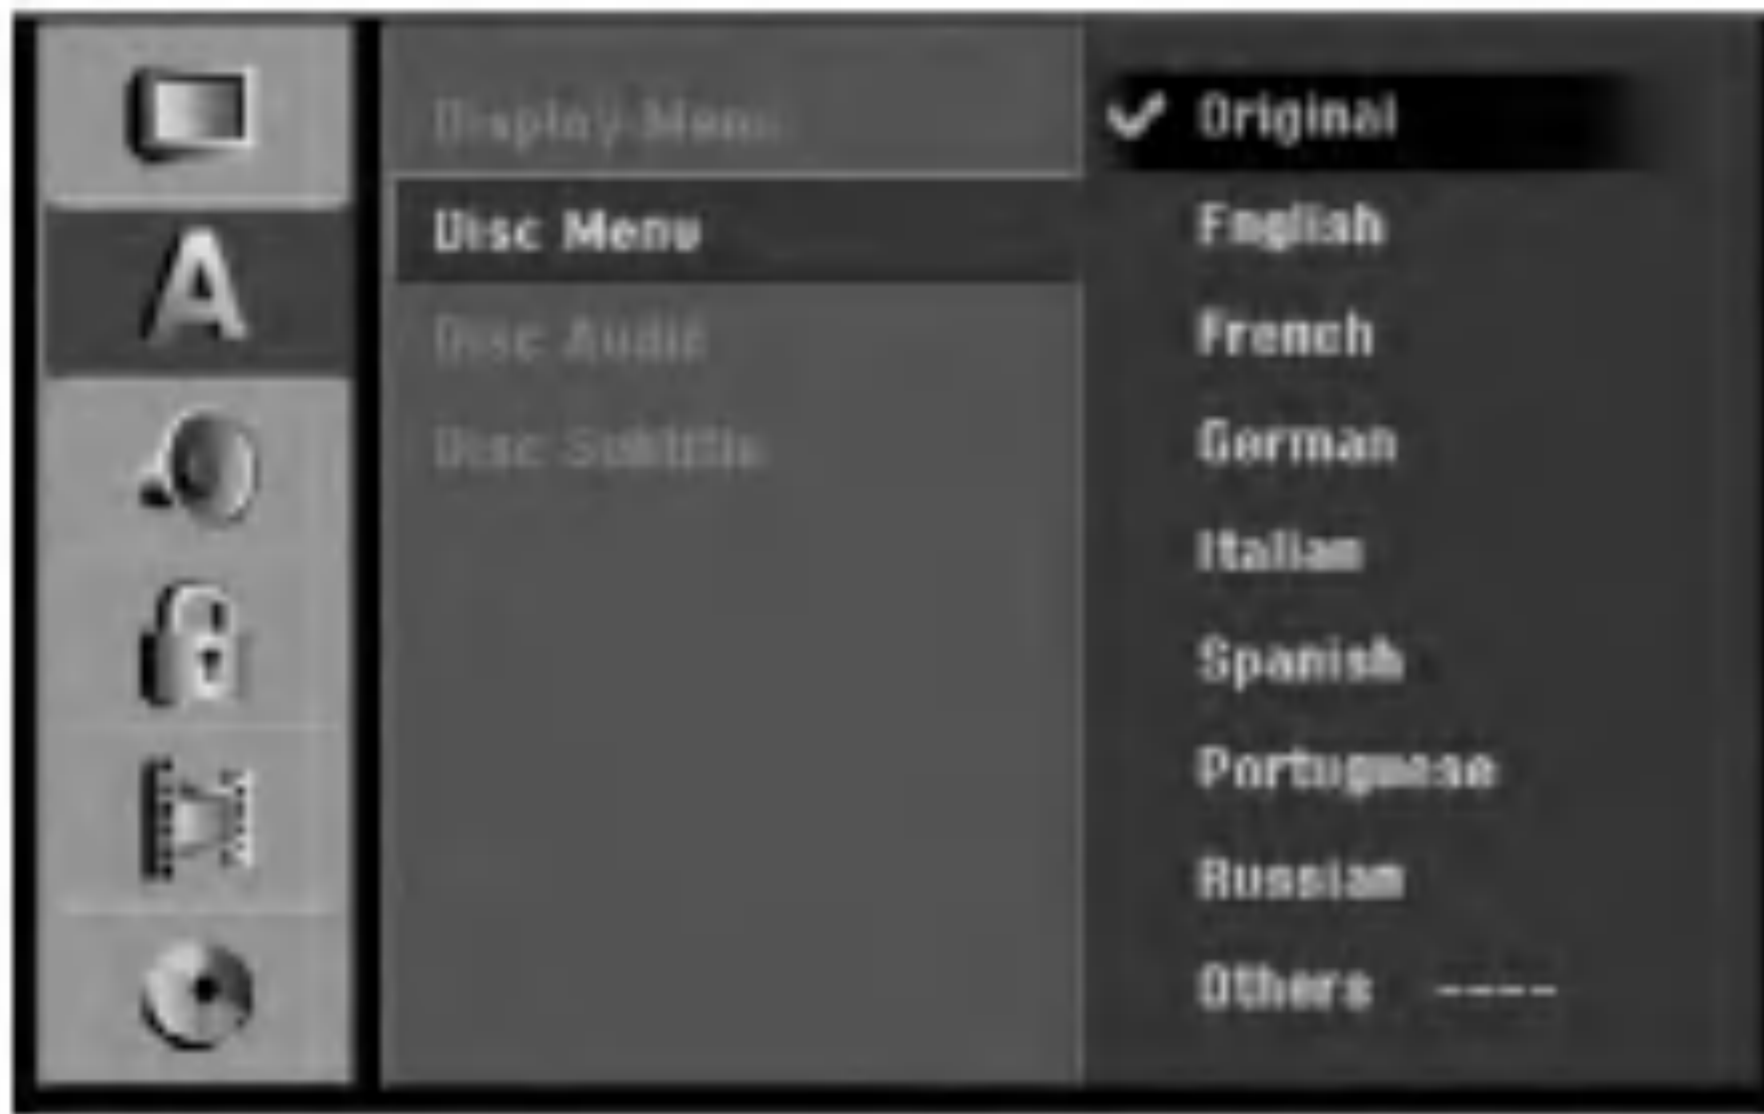 A
Display Menu
Disc Menu
Disc Audio
Disc Subtitle
Original
English
French
German
Italian
Spanish
Portuguese
Russian
Others ----